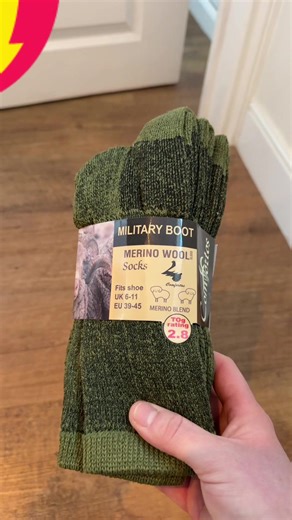 MILITARY BOOT
MERINO WOOL
Socks
Fits shoe
UK 6-11
EU 39-45
MERINO BLEND
TOG
rating
2.8